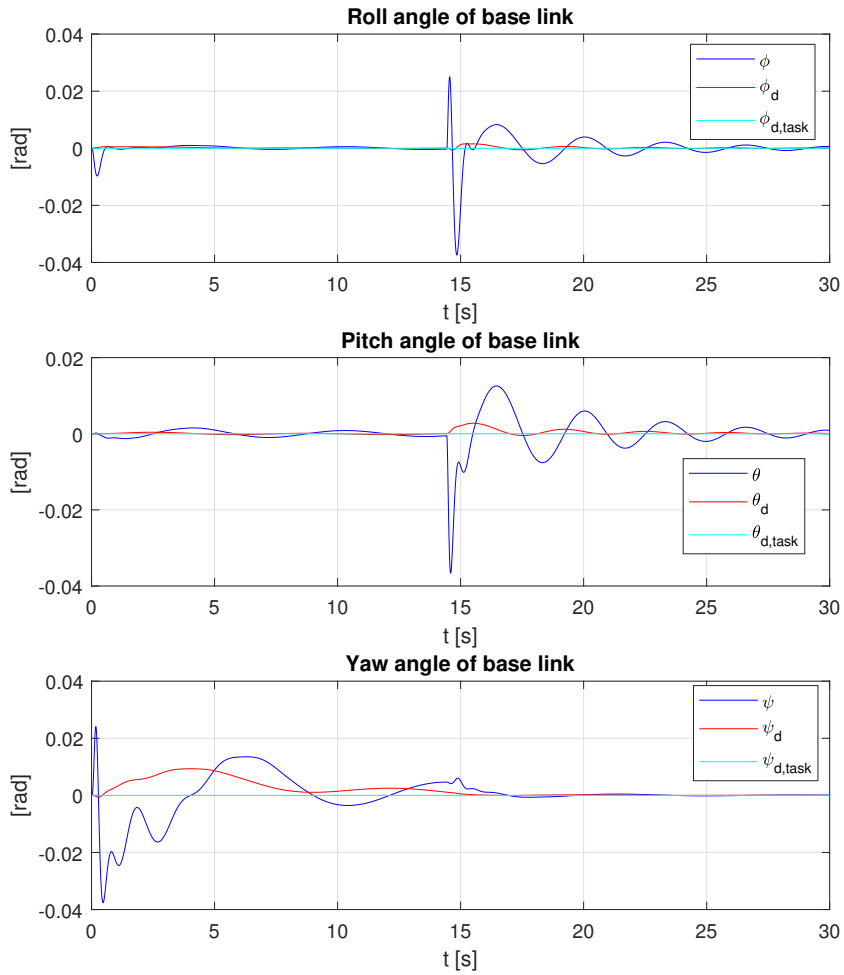 Roll angle of base link
0.04
0.02
0
-0.02
-0.04
[rad]
ϕ
ϕd
ϕd,task
0 5 10 15 20 25 30
t [s]
Pitch angle of base link
0.02
0
-0.02
-0.04
[rad]
θ
θd
θd,task
0 5 10 15 20 25 30
t [s]
Yaw angle of base link
0.04
0.02
0
-0.02
-0.04
[rad]
ψ
ψd
ψd,task
0 5 10 15 20 25 30
t [s]